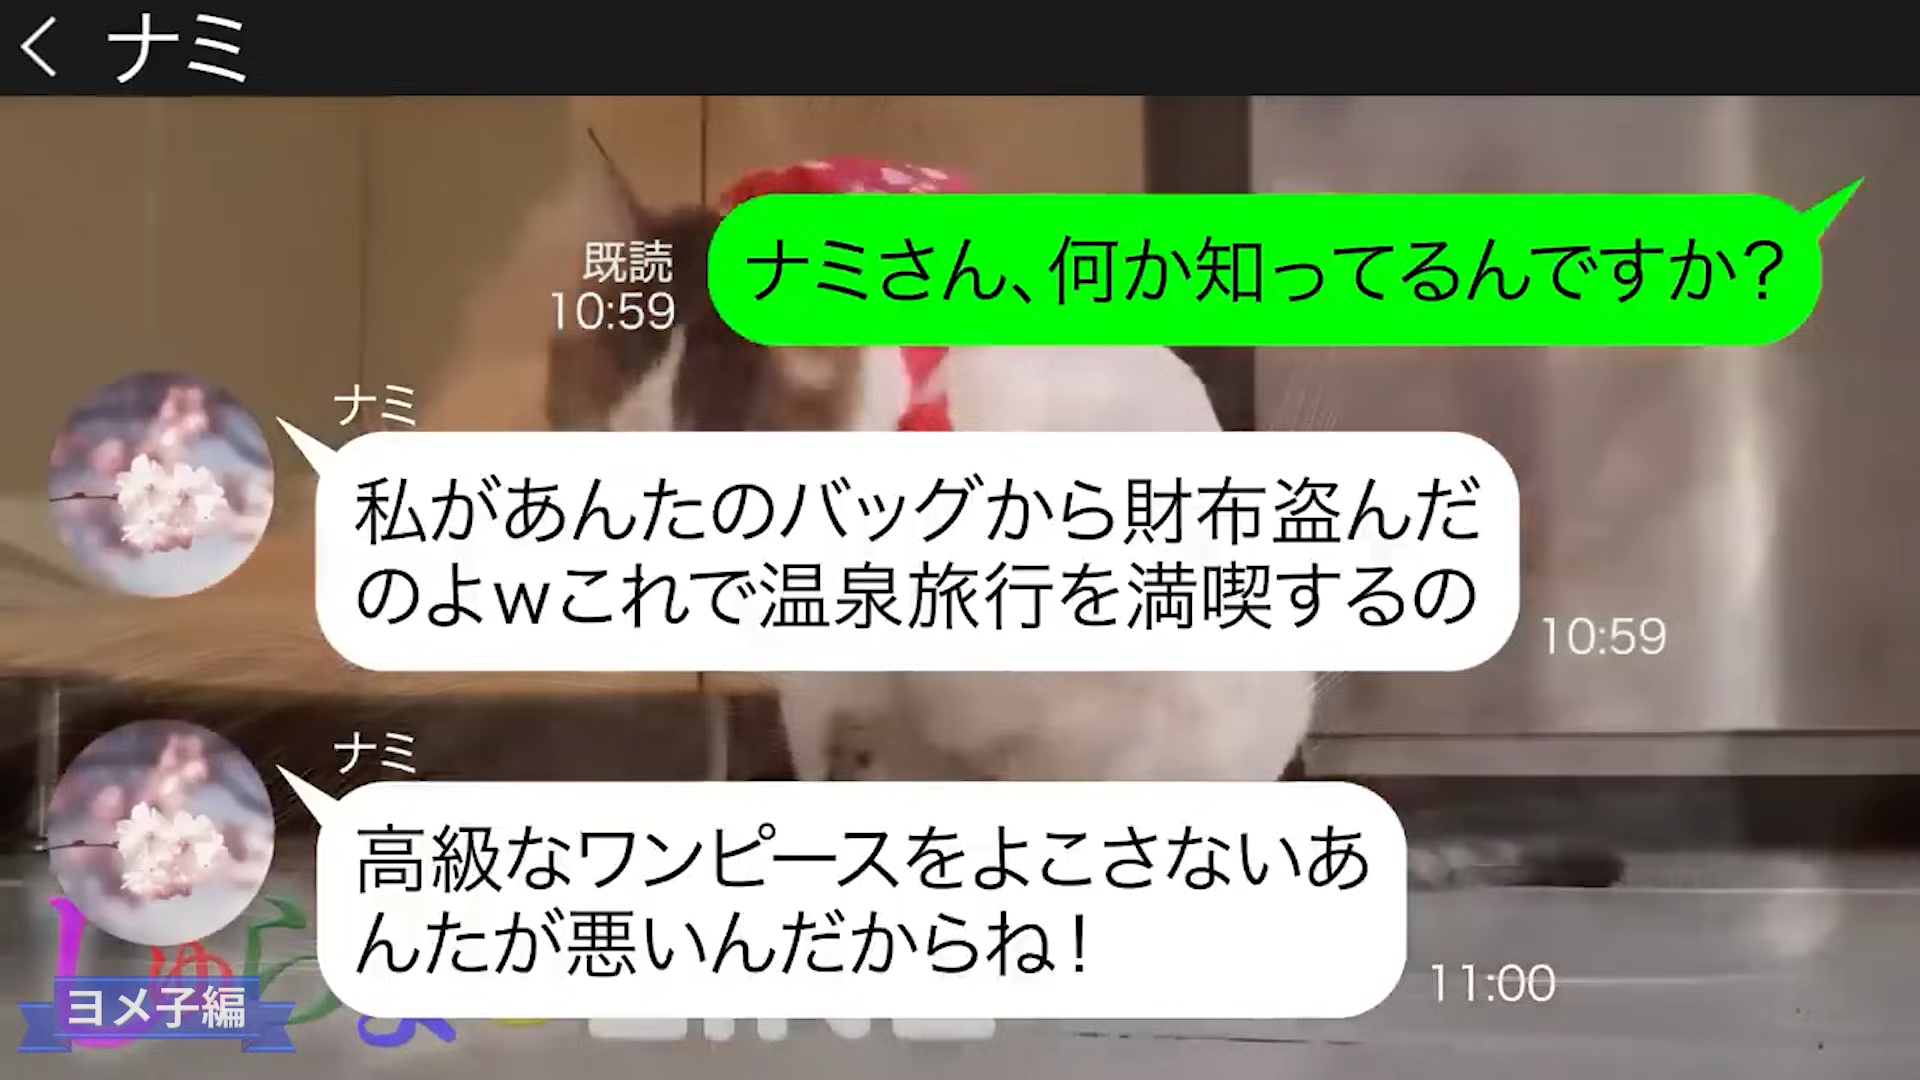 ナミ
ナミさん、何か知ってるんですか？
既読
10:59
ナミ
私があんたのバッグから財布盗んだ
のよwこれで温泉旅行を満喫するの
10:59
ナミ
高級なワンピースをよこさないあ
んたが悪いんだからね！
11:00
ヨメ子編